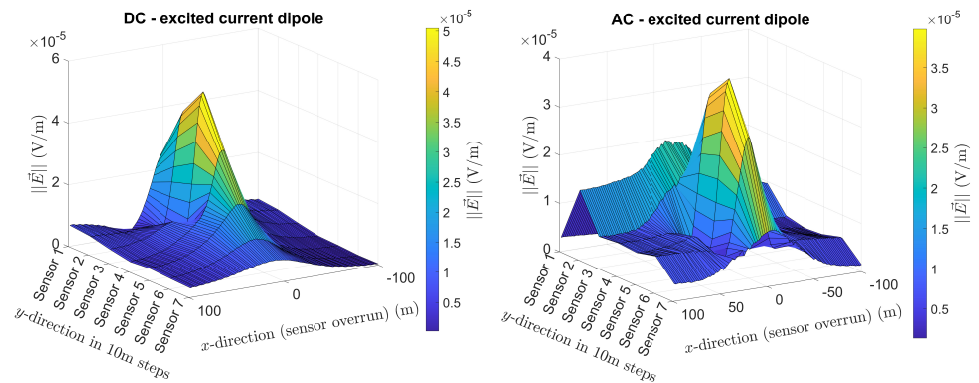 DC - excited current dipole
×10⁻⁵
6
4
2
0
||E⃗|| (V/m)
Sensor 1
Sensor 2
Sensor 3
Sensor 4
Sensor 5
Sensor 6
Sensor 7
y-direction in 10m steps
100
0
-100
x-direction (sensor overrun) (m)
×10⁻⁵
5
4.5
4
3.5
3
2.5
2
1.5
1
0.5
||E⃗|| (V/m)
AC - excited current dipole
×10⁻⁵
4
3
2
1
0
||E⃗|| (V/m)
Sensor 1
Sensor 2
Sensor 3
Sensor 4
Sensor 5
Sensor 6
Sensor 7
y-direction in 10m steps
100
50
0
-50
-100
x-direction (sensor overrun) (m)
×10⁻⁵
3.5
3
2.5
2
1.5
1
0.5
||E⃗|| (V/m)